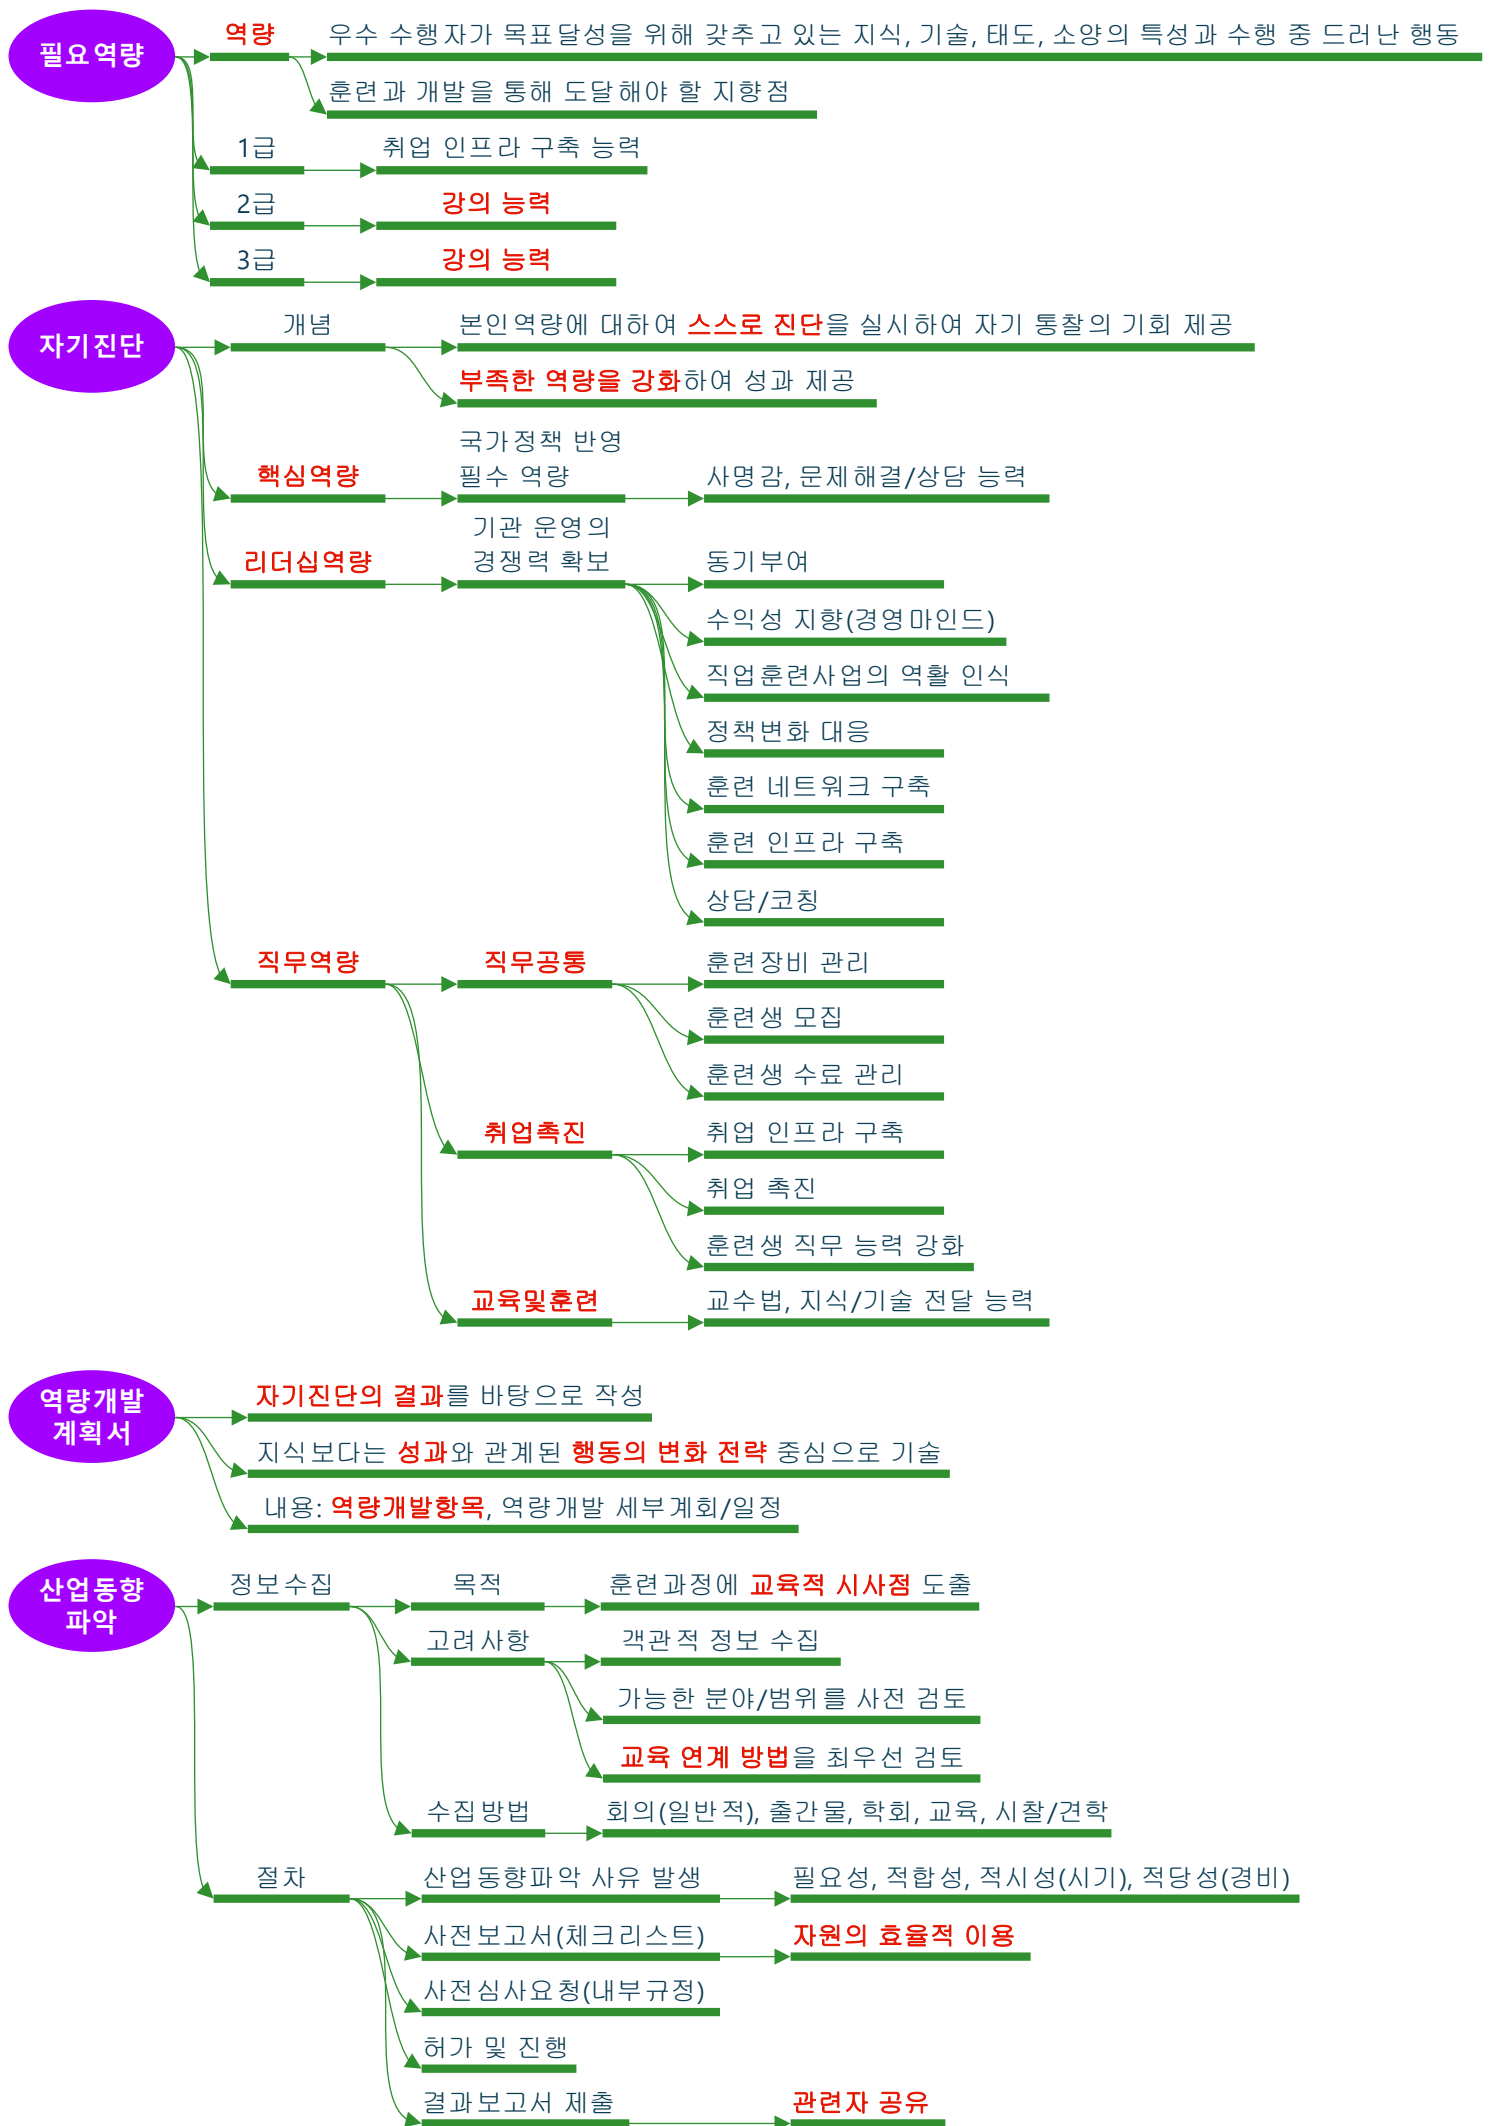 필요역량
역량
우수 수행자가 목표달성을 위해 갖추고 있는 지식, 기술, 태도, 소양의 특성과 수행 중 드러난 행동
훈련과 개발을 통해 도달해야 할 지향점
1급
취업 인프라 구축 능력
2급
강의 능력
3급
강의 능력
자기진단
개념
본인역량에 대하여 스스로 진단을 실시하여 자기 통찰의 기회 제공
부족한 역량을 강화하여 성과 제공
핵심역량
국가정책 반영
필수 역량
사명감, 문제해결/상담 능력
리더십역량
기관 운영의
경쟁력 확보
동기부여
수익성 지향(경영마인드)
직업훈련사업의 역활 인식
정책변화 대응
훈련 네트워크 구축
훈련 인프라 구축
상담/코칭
직무역량
직무공통
훈련장비 관리
훈련생 모집
훈련생 수료 관리
취업촉진
취업 인프라 구축
취업 촉진
훈련생 직무 능력 강화
교육및훈련
교수법, 지식/기술 전달 능력
역량개발
계획서
자기진단의 결과를 바탕으로 작성
지식보다는 성과와 관계된 행동의 변화 전략 중심으로 기술
내용: 역량개발항목, 역량개발 세부계회/일정
산업동향
파악
정보수집
목적
훈련과정에 교육적 시사점 도출
고려사항
객관적 정보 수집
가능한 분야/범위를 사전 검토
교육 연계 방법을 최우선 검토
수집방법
회의(일반적), 출간물, 학회, 교육, 시찰/견학
절차
산업동향파악 사유 발생
필요성, 적합성, 적시성(시기), 적당성(경비)
사전보고서(체크리스트)
자원의 효율적 이용
사전심사요청(내부규정)
허가 및 진행
결과보고서 제출
관련자 공유